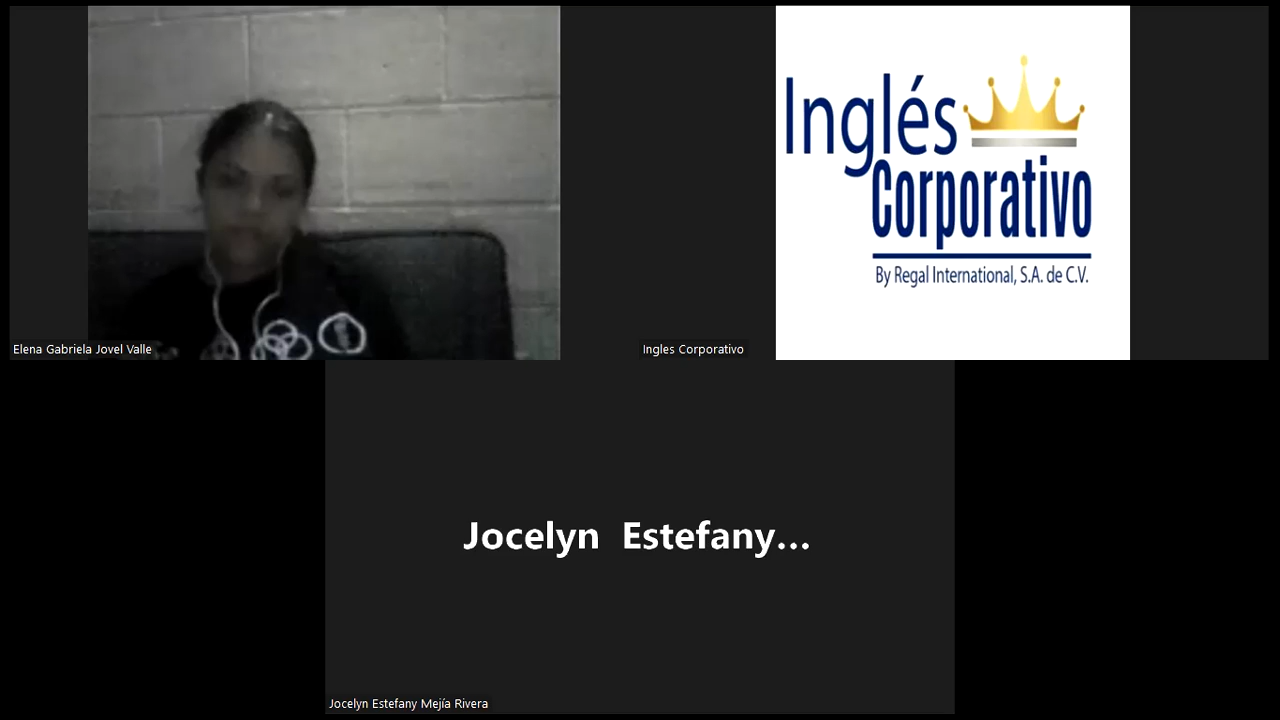 Inglés
Corporativo
By Regal International, S.A. de C.V.
Elena Gabriela Jovel Valle
Ingles Corporativo
Jocelyn Estefany...
Jocelyn Estefany Mejía Rivera